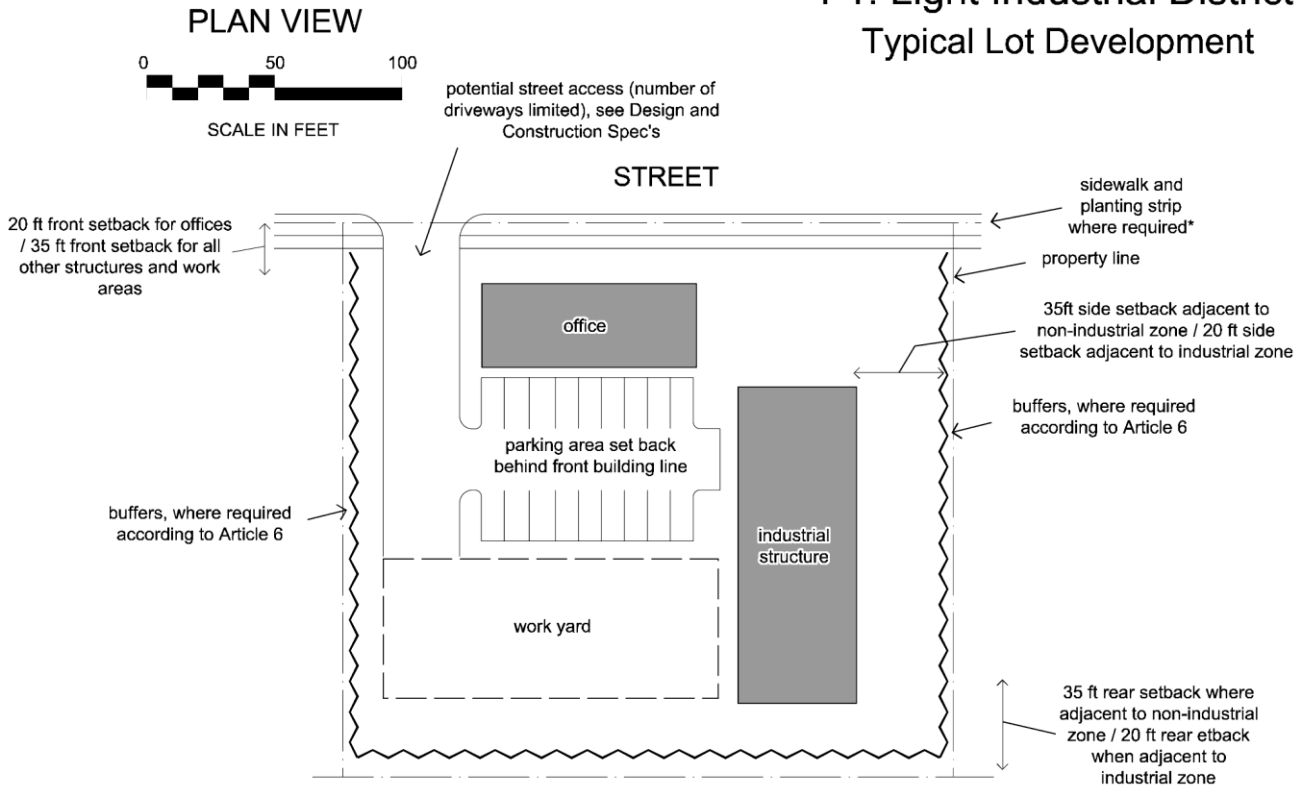 PLAN VIEW
0 50 100
SCALE IN FEET
Light Industrial District
Typical Lot Development
potential street access (number of
driveways limited), see Design and
Construction Spec's
STREET
sidewalk and
planting strip
where required*
20 ft front setback for offices
/ 35 ft front setback for all
other structures and work
areas
property line
office
35ft side setback adjacent to
non-industrial zone / 20 ft side
setback adjacent to industrial zone
buffers, where required
according to Article 6
parking area set back
behind front building line
buffers, where required
according to Article 6
industrial
structure
work yard
35 ft rear setback where
adjacent to non-industrial
zone / 20 ft rear etback
when adjacent to
industrial zone